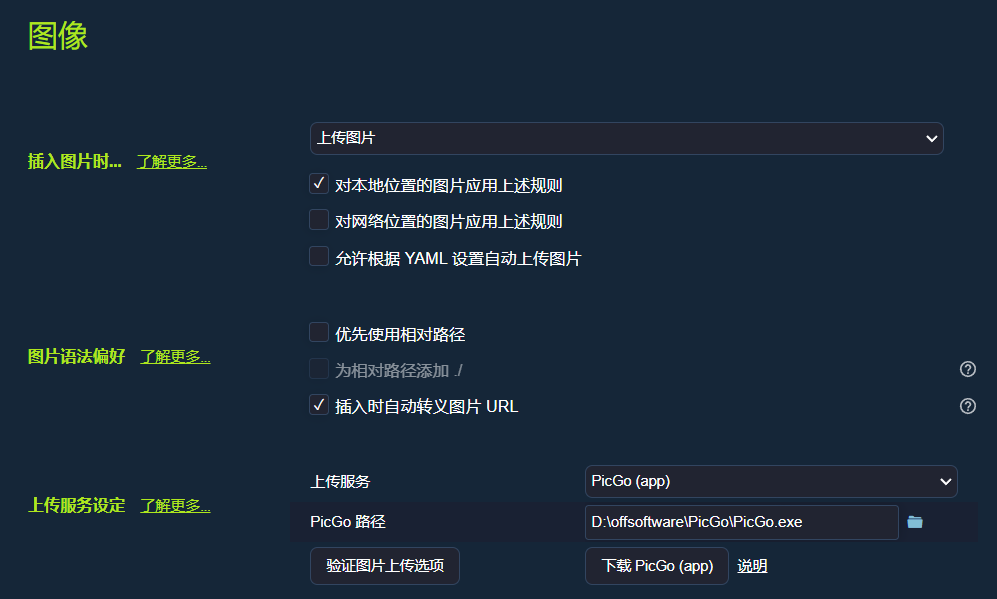 图像
上传图片
插入图片时... 了解更多...
对本地位置的图片应用上述规则
对网络位置的图片应用上述规则
允许根据 YAML 设置自动上传图片
优先使用相对路径
图片语法偏好 了解更多...
为相对路径添加 ./
插入时自动转义图片 URL
上传服务 PicGo (app)
上传服务设定 了解更多...
PicGo 路径 D:\offsoftware\PicGo\PicGo.exe
验证图片上传选项 下载 PicGo (app) 说明